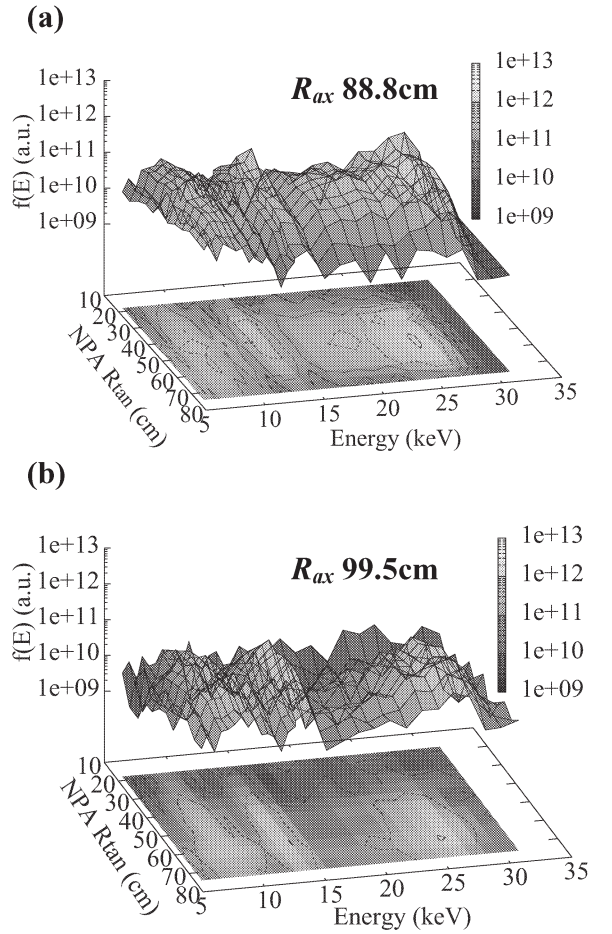 (a)
1e+13
1e+12
1e+11
1e+10
1e+09
f(E) (a.u.)
Rax 88.8cm
1e+13
1e+12
1e+11
1e+10
1e+09
10
20
30
40
50
60
70
80
NPA Rtan (cm)
5
10
15
20
25
30
35
Energy (keV)
(b)
1e+13
1e+12
1e+11
1e+10
1e+09
f(E) (a.u.)
Rax 99.5cm
1e+13
1e+12
1e+11
1e+10
1e+09
10
20
30
40
50
60
70
80
NPA Rtan (cm)
5
10
15
20
25
30
35
Energy (keV)